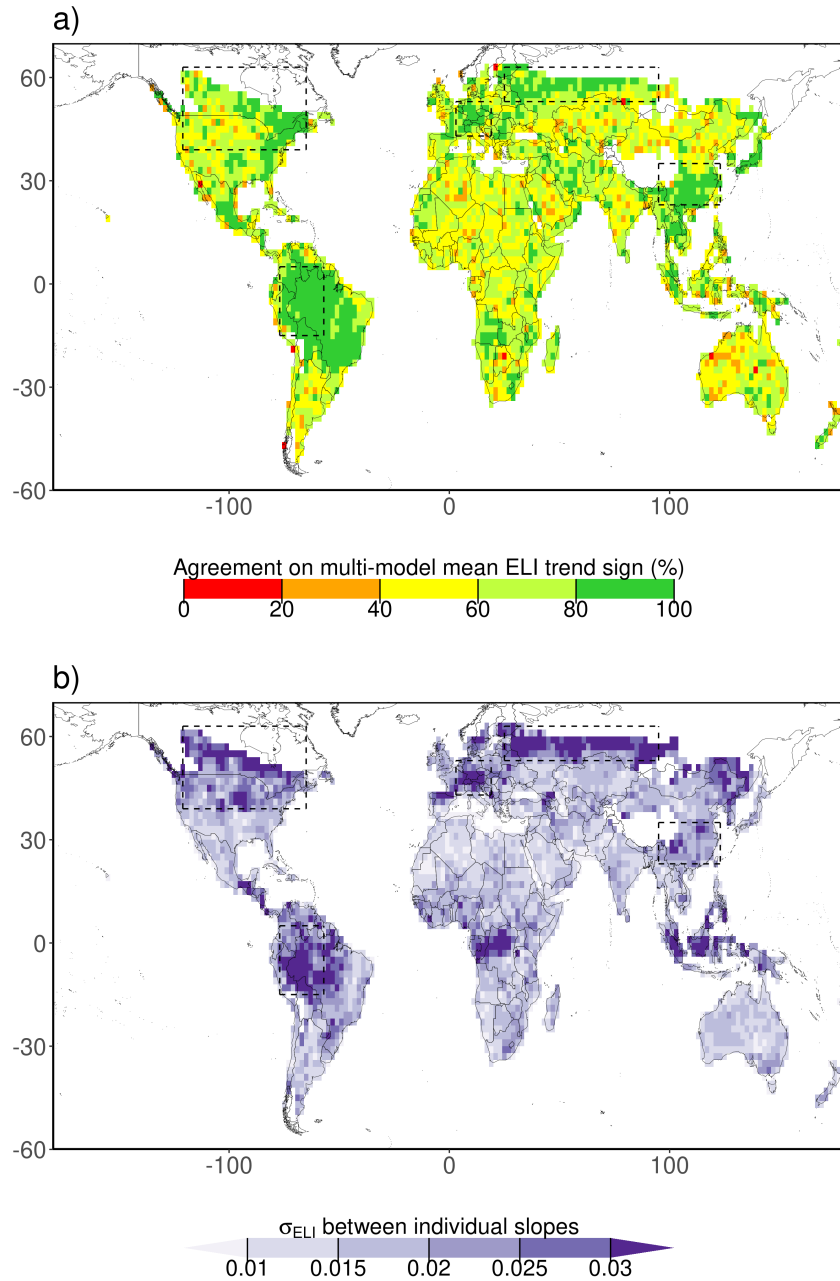 a)
60
30
0
-30
-60
-100 0 100
Agreement on multi-model mean ELI trend sign (%)
0 20 40 60 80 100
b)
60
30
0
-30
-60
-100 0 100
σELI between individual slopes
0.01 0.015 0.02 0.025 0.03